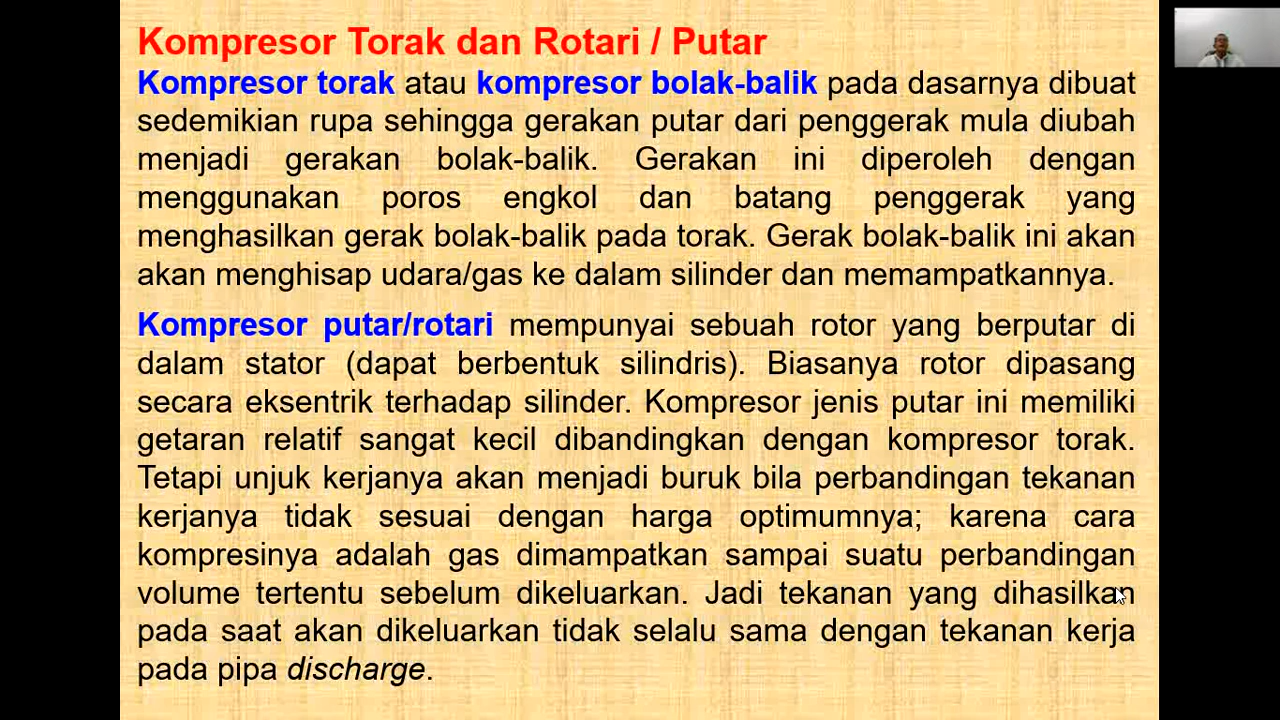 Kompresor Torak dan Rotari / Putar
Kompresor torak atau kompresor bolak-balik pada dasarnya dibuat
sedemikian rupa sehingga gerakan putar dari penggerak mula diubah
menjadi gerakan bolak-balik. Gerakan ini diperoleh dengan
menggunakan poros engkol dan batang penggerak yang
menghasilkan gerak bolak-balik pada torak. Gerak bolak-balik ini akan
akan menghisap udara/gas ke dalam silinder dan memampatkannya.
Kompresor putar/rotari mempunyai sebuah rotor yang berputar di
dalam stator (dapat berbentuk silindris). Biasanya rotor dipasang
secara eksentrik terhadap silinder. Kompresor jenis putar ini memiliki
getaran relatif sangat kecil dibandingkan dengan kompresor torak.
Tetapi unjuk kerjanya akan menjadi buruk bila perbandingan tekanan
kerjanya tidak sesuai dengan harga optimumnya; karena cara
kompresinya adalah gas dimampatkan sampai suatu perbandingan
volume tertentu sebelum dikeluarkan. Jadi tekanan yang dihasilkan
pada saat akan dikeluarkan tidak selalu sama dengan tekanan kerja
pada pipa discharge.